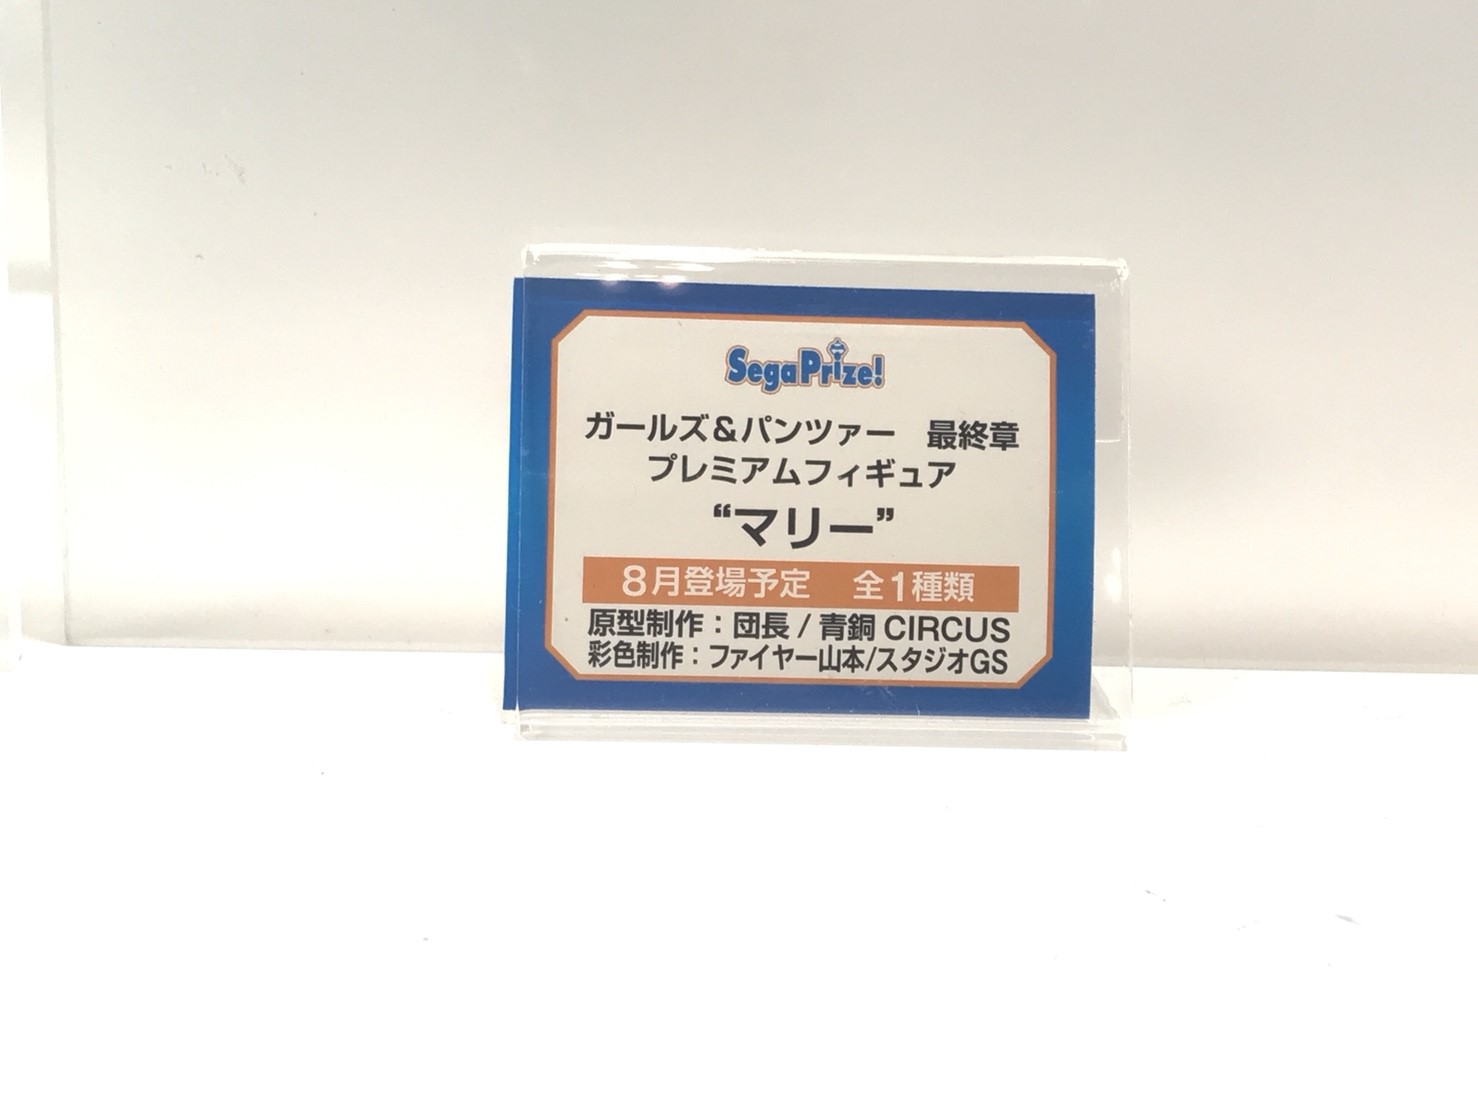 SegaPrize!
ガールズ&パンツァー　最終章
プレミアムフィギュア
“マリー”
8月登場予定　全1種類
原型制作：団長 / 青銅 CIRCUS
彩色制作：ファイヤー山本/スタジオGS